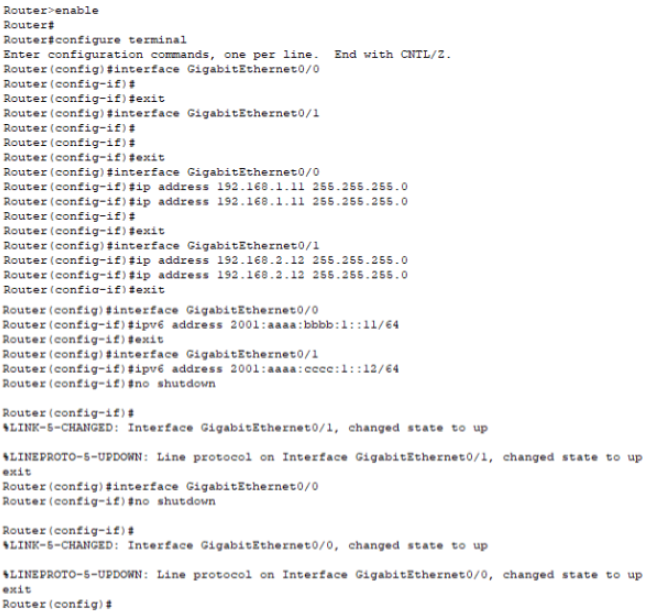 Router>enable
Router#
Router#configure terminal
Enter configuration commands, one per line.  End with CNTL/Z.
Router(config)#interface GigabitEthernet0/0
Router(config-if)#
Router(config-if)#exit
Router(config)#interface GigabitEthernet0/1
Router(config-if)#
Router(config-if)#
Router(config-if)#exit
Router(config)#interface GigabitEthernet0/0
Router(config-if)#ip address 192.168.1.11 255.255.255.0
Router(config-if)#ip address 192.168.1.11 255.255.255.0
Router(config-if)#
Router(config-if)#exit
Router(config)#interface GigabitEthernet0/1
Router(config-if)#ip address 192.168.2.12 255.255.255.0
Router(config-if)#ip address 192.168.2.12 255.255.255.0
Router(config-if)#exit
Router(config)#interface GigabitEthernet0/0
Router(config-if)#ipv6 address 2001:aaaa:bbbb:1::11/64
Router(config-if)#exit
Router(config)#interface GigabitEthernet0/1
Router(config-if)#ipv6 address 2001:aaaa:cccc:1::12/64
Router(config-if)#no shutdown
Router(config-if)#
%LINK-5-CHANGED: Interface GigabitEthernet0/1, changed state to up
%LINEPROTO-5-UPDOWN: Line protocol on Interface GigabitEthernet0/1, changed state to up
exit
Router(config)#interface GigabitEthernet0/0
Router(config-if)#no shutdown
Router(config-if)#
%LINK-5-CHANGED: Interface GigabitEthernet0/0, changed state to up
%LINEPROTO-5-UPDOWN: Line protocol on Interface GigabitEthernet0/0, changed state to up
exit
Router(config)#